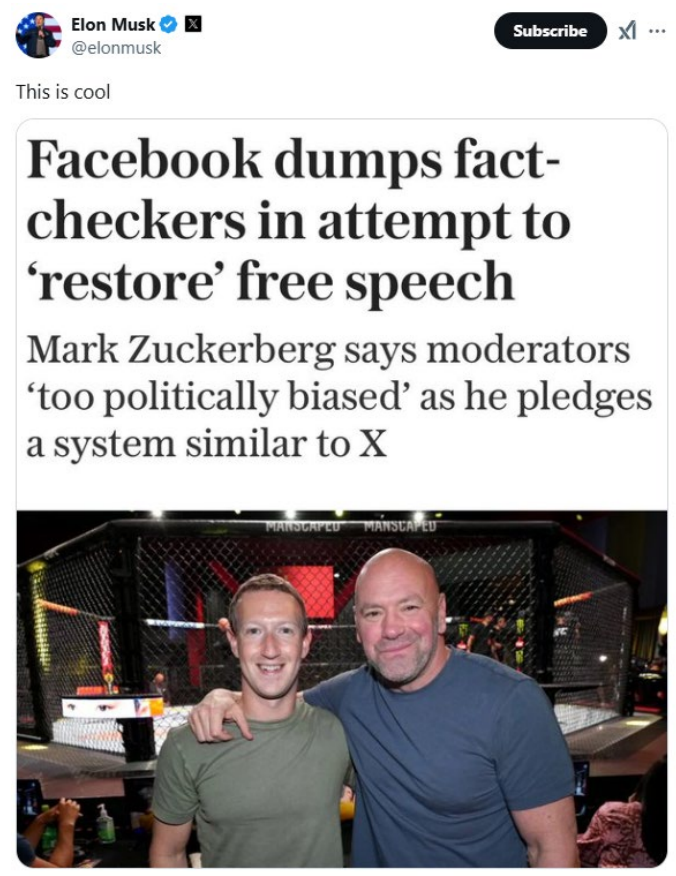 Elon Musk
@elonmusk
Subscribe
This is cool
Facebook dumps fact-
checkers in attempt to
‘restore’ free speech
Mark Zuckerberg says moderators
‘too politically biased’ as he pledges
a system similar to X
MANSCAPED MANSCAPED